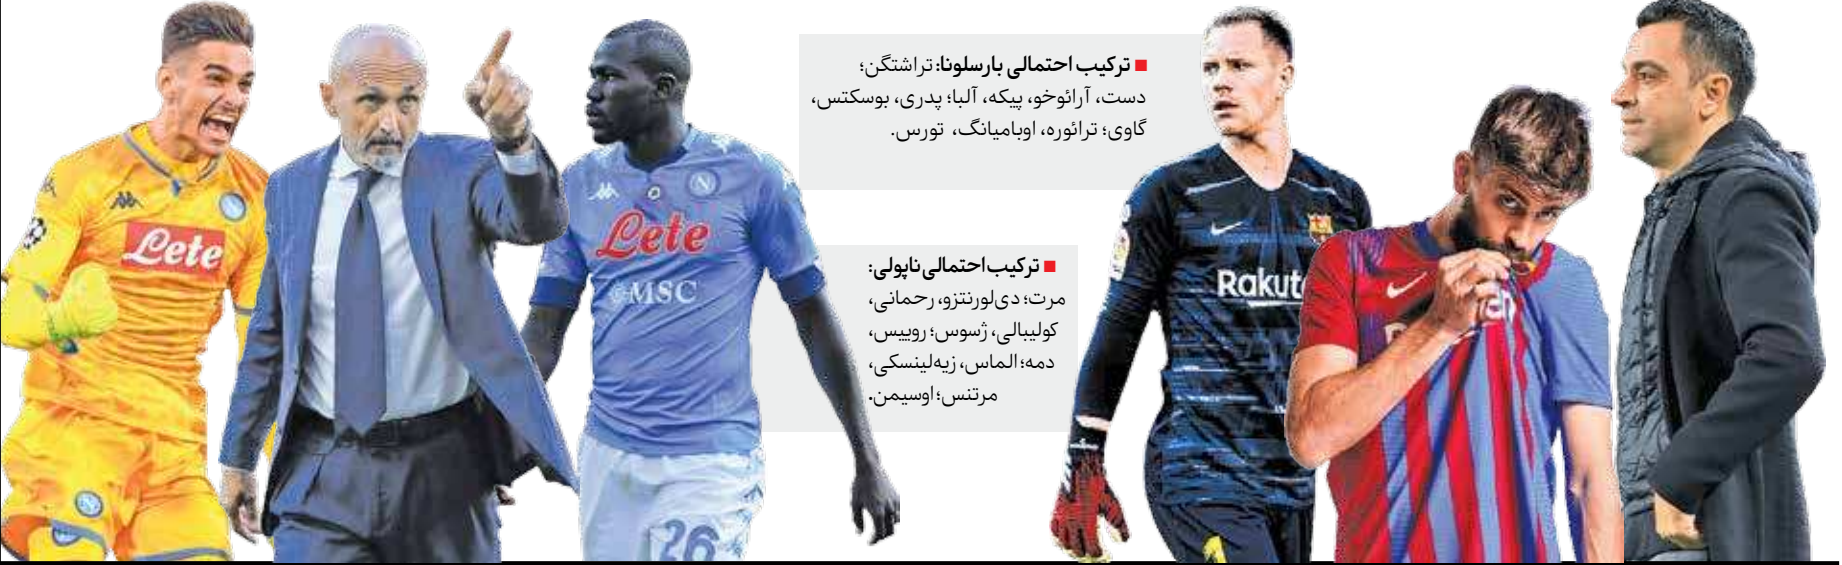 ■ ترکیب احتمالی بارسلونا: تراشتگن؛
دست، آرائوخو، پیکه، آلبا؛ پدری، بوسکتس،
گاوی؛ ترائوره، اوبامیانگ، تورس.
■ ترکیب احتمالی ناپولی:
مرت؛ دی‌لورنتزو، رحمانی،
کولیبالی، ژسوس؛ روییس،
دمه؛ الماس، زیه‌لینسکی،
مرتنس؛ اوسیمن.
Lete
Lete
MSC
26
N
Rakut